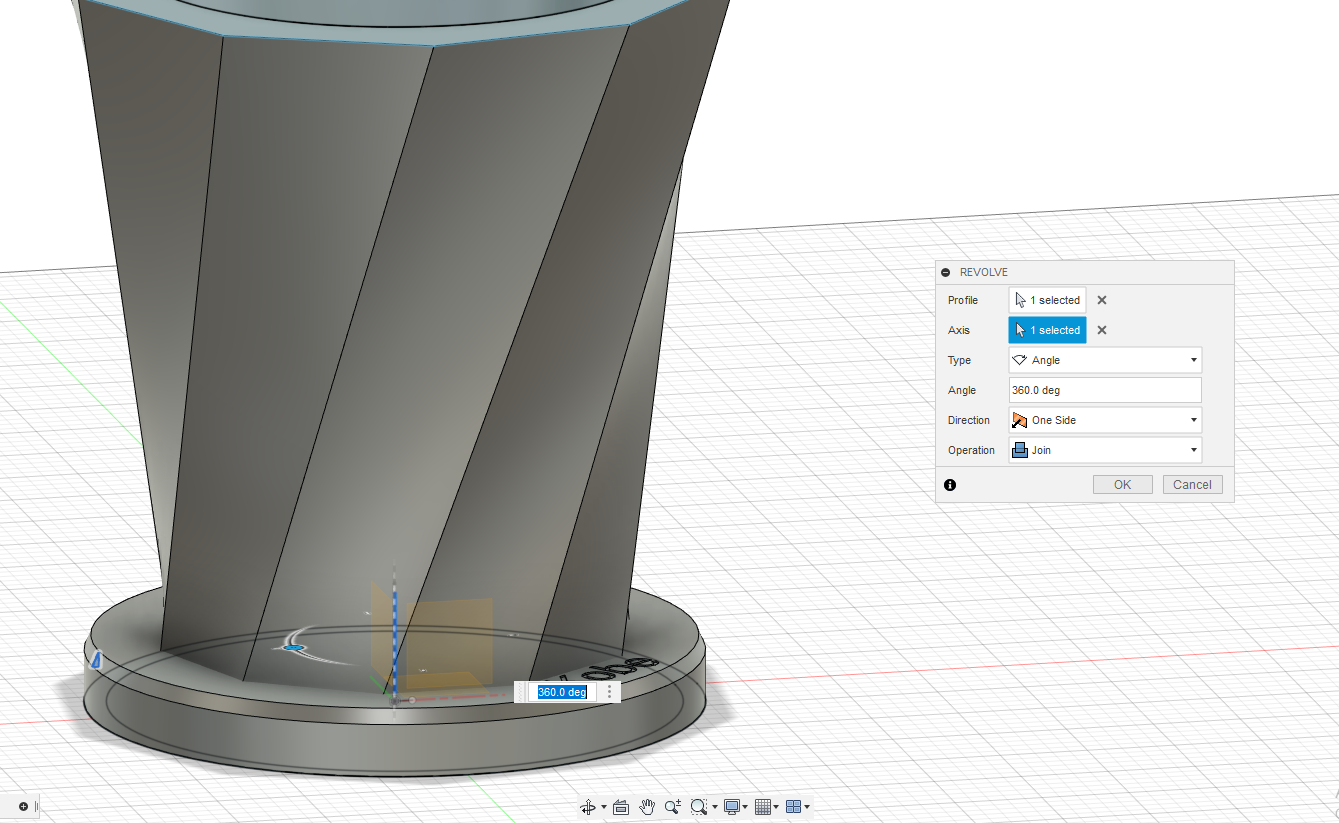 REVOLVE
Profile 1 selected
Axis 1 selected
Type Angle
Angle 360.0 deg
Direction One Side
Operation Join
OK Cancel
obe
360.0 deg